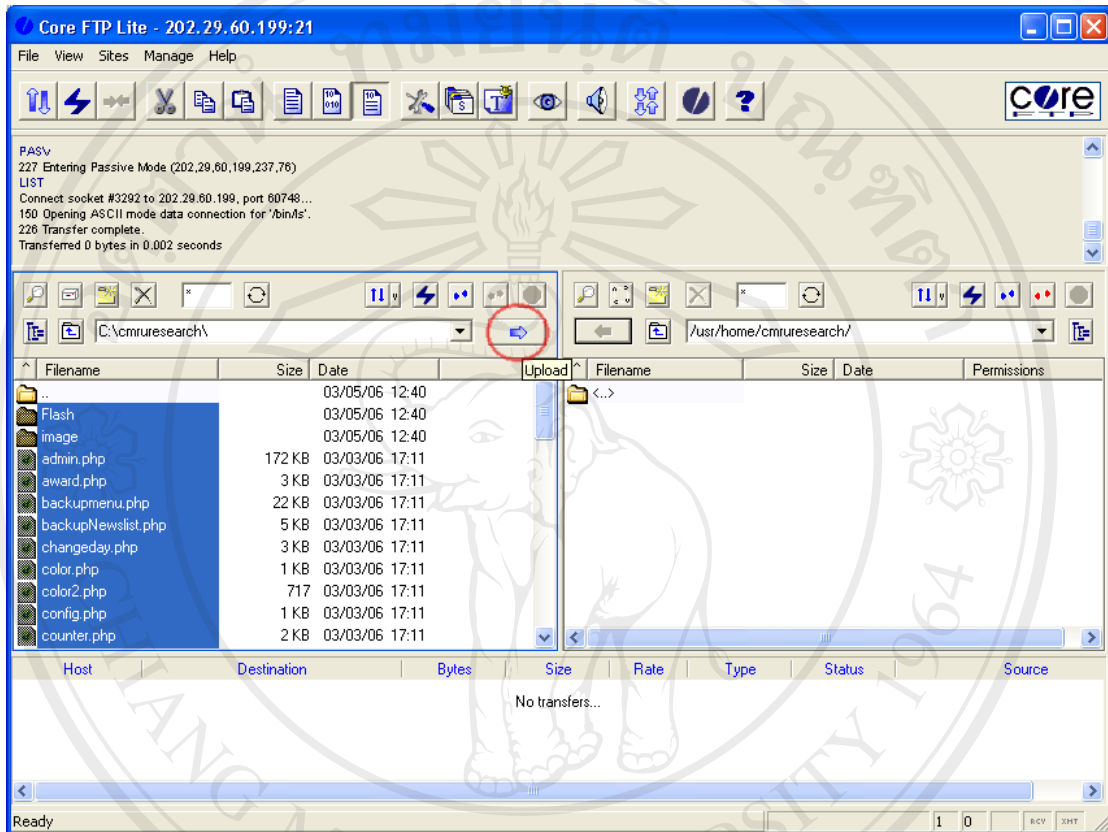 Core FTP Lite - 202.29.60.199:21
File View Sites Manage Help
core
FTP
PASV
227 Entering Passive Mode (202,29,60,199,237,76)
LIST
Connect socket #3292 to 202.29.60.199, port 60748...
150 Opening ASCII mode data connection for '/bin/ls'.
226 Transfer complete.
Transferred 0 bytes in 0.002 seconds
*
*
C:\cmruresearch\
/usr/home/cmruresearch/
Upload
^ Filename Size Date
^ Filename Size Date Permissions
.. 03/05/06 12:40
<..>
Flash 03/05/06 12:40
image 03/05/06 12:40
admin.php 172 KB 03/03/06 17:11
award.php 3 KB 03/03/06 17:11
backupmenu.php 22 KB 03/03/06 17:11
backupNewslist.php 5 KB 03/03/06 17:11
changeday.php 3 KB 03/03/06 17:11
color.php 1 KB 03/03/06 17:11
color2.php 717 03/03/06 17:11
config.php 1 KB 03/03/06 17:11
counter.php 2 KB 03/03/06 17:11
Host Destination Bytes Size Rate Type Status Source
No transfers...
Ready 1 0 RCV XMT